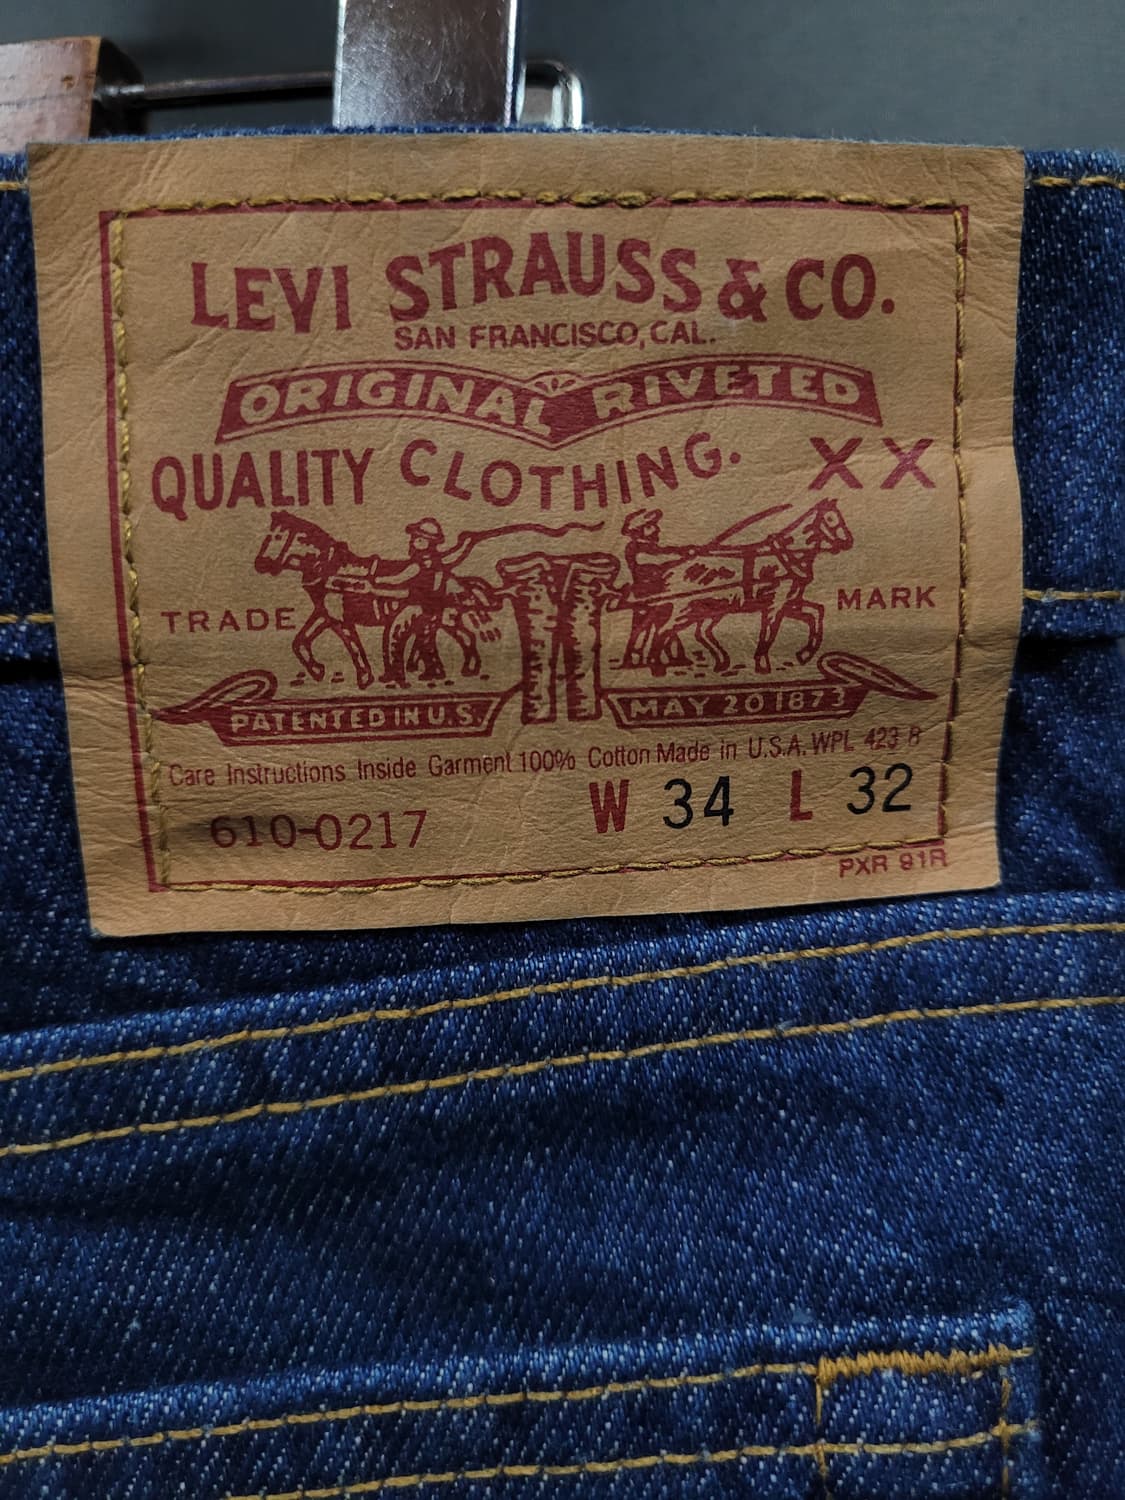 LEVI STRAUSS & CO.
SAN FRANCISCO, CAL.
ORIGINAL RIVETED
QUALITY CLOTHING. XX
TRADE MARK
PATENTED IN U.S. MAY 20 1873
Care Instructions Inside Garment 100% Cotton Made in U.S.A. WPL 423 B
610-0217 W 34 L 32
PXR 91R